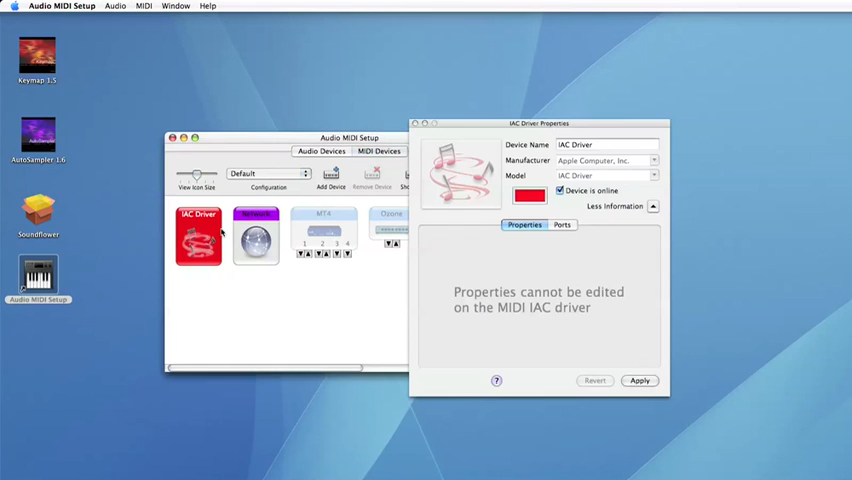 Audio MIDI Setup Audio MIDI Window Help
Keymap 1.5
AutoSampler 1.6
Soundflower
Audio MIDI Setup
Audio MIDI Setup
Audio Devices MIDI Devices
Default
View Icon Size Configuration Add Device Remove Device Sho
IAC Driver Network MT4 Ozone
1 2 3 4
IAC Driver Properties
Device Name IAC Driver
Manufacturer Apple Computer, Inc.
Model IAC Driver
Device is online
Less Information
Properties Ports
Properties cannot be edited
on the MIDI IAC driver
? Revert Apply